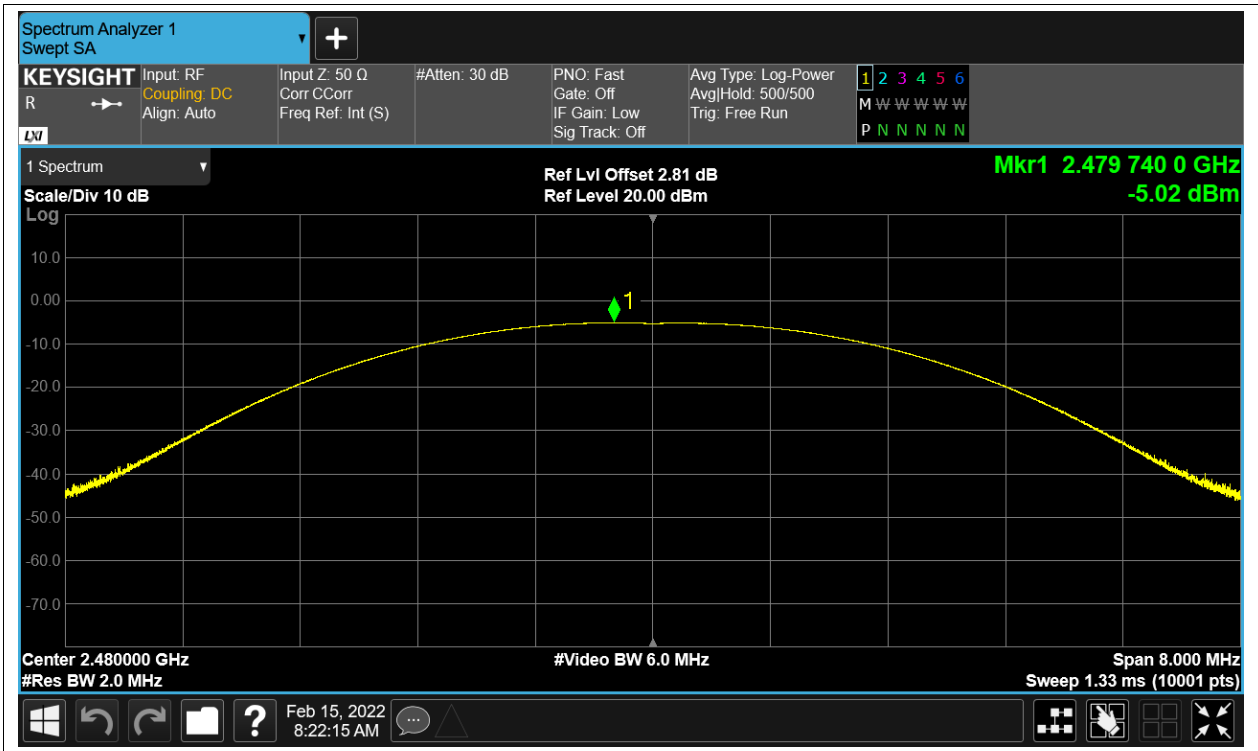 Spectrum Analyzer 1
Swept SA
KEYSIGHT
R
LXI
Input: RF
Coupling: DC
Align: Auto
Input Z: 50 Ω
Corr CCorr
Freq Ref: Int (S)
#Atten: 30 dB
PNO: Fast
Gate: Off
IF Gain: Low
Sig Track: Off
Avg Type: Log-Power
Avg|Hold: 500/500
Trig: Free Run
1 2 3 4 5 6
M W W W W W
P N N N N N
1 Spectrum
Scale/Div 10 dB
Log
Ref Lvl Offset 2.81 dB
Ref Level 20.00 dBm
Mkr1 2.479 740 0 GHz
-5.02 dBm
10.0
0.00
1
-10.0
-20.0
-30.0
-40.0
-50.0
-60.0
-70.0
Center 2.480000 GHz
#Res BW 2.0 MHz
#Video BW 6.0 MHz
Span 8.000 MHz
Sweep 1.33 ms (10001 pts)
?
Feb 15, 2022
8:22:15 AM